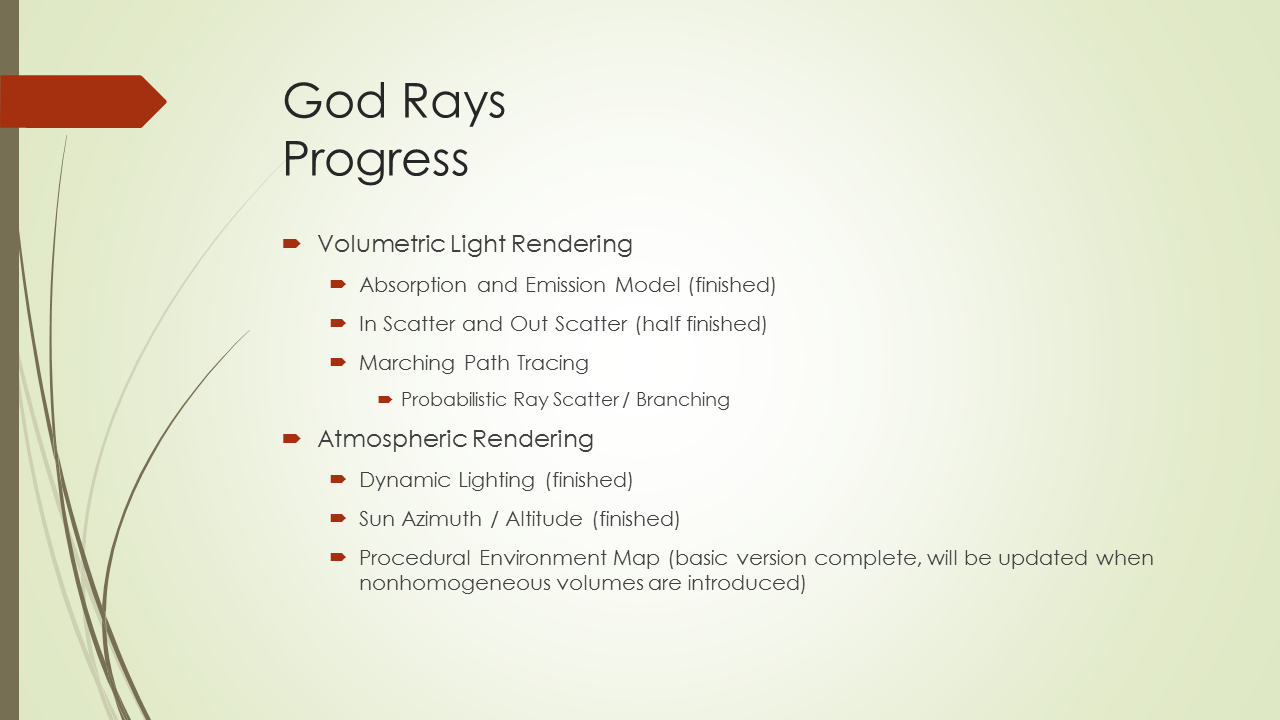 God Rays
Progress
Volumetric Light Rendering
Absorption and Emission Model (finished)
In Scatter and Out Scatter (half finished)
Marching Path Tracing
Probabilistic Ray Scatter / Branching
Atmospheric Rendering
Dynamic Lighting (finished)
Sun Azimuth / Altitude (finished)
Procedural Environment Map (basic version complete, will be updated when
nonhomogeneous volumes are introduced)